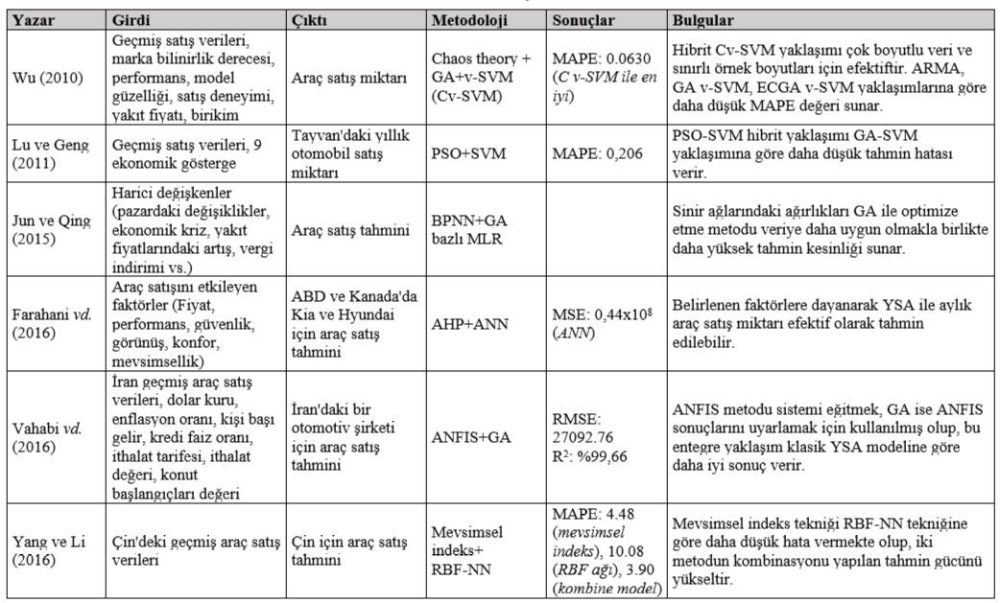 Yazar
Girdi
Çıktı
Metodoloji
Sonuçlar
Bulgular
Wu (2010)
Geçmiş satış verileri,
marka bilinirlik derecesi,
performans, model
güzelliği, satış deneyimi,
yakıt fiyatı, birikim
Araç satış miktarı
Chaos theory +
GA+v-SVM
(Cv-SVM)
MAPE: 0.0630
(C v-SVM ile en
iyi)
Hibrit Cv-SVM yaklaşımı çok boyutlu veri ve
sınırlı örnek boyutları için efektiftir. ARMA,
GA v-SVM, ECGA v-SVM yaklaşımlarına göre
daha düşük MAPE değeri sunar.
Lu ve Geng
(2011)
Geçmiş satış verileri, 9
ekonomik gösterge
Tayvan'daki yıllık
otomobil satış
miktarı
PSO+SVM
MAPE: 0,206
PSO-SVM hibrit yaklaşımı GA-SVM
yaklaşımına göre daha düşük tahmin hatası
verir.
Jun ve Qing
(2015)
Harici değişkenler
(pazardaki değişiklikler,
ekonomik kriz, yakıt
fiyatlarındaki artış, vergi
indirimi vs.)
Araç satış tahmini
BPNN+GA
bazlı MLR
Sinir ağlarındaki ağırlıkları GA ile optimize
etme metodu veriye daha uygun olmakla birlikte
daha yüksek tahmin kesinliği sunar.
Farahani vd.
(2016)
Araç satışını etkileyen
faktörler (Fiyat,
performans, güvenlik,
görünüş, konfor,
mevsimsellik)
ABD ve Kanada'da
Kia ve Hyundai
için araç satış
tahmini
AHP+ANN
MSE: 0,44x10⁸
(ANN)
Belirlenen faktörlere dayanarak YSA ile aylık
araç satış miktarı efektif olarak tahmin
edilebilir.
Vahabi vd.
(2016)
İran geçmiş araç satış
verileri, dolar kuru,
enflasyon oranı, kişi başı
gelir, kredi faiz oranı,
ithalat tarifesi, ithalat
değeri, konut
başlangıçları değeri
İran'daki bir
otomotiv şirketi
için araç satış
tahmini
ANFIS+GA
RMSE:
27092.76
R²: %99,66
ANFIS metodu sistemi eğitmek, GA ise ANFIS
sonuçlarını uyarlamak için kullanılmış olup, bu
entegre yaklaşım klasik YSA modeline göre
daha iyi sonuç verir.
Yang ve Li
(2016)
Çin'deki geçmiş araç satış
verileri
Çin için araç satış
tahmini
Mevsimsel
indeks+
RBF-NN
MAPE: 4.48
(mevsimsel
indeks), 10.08
(RBF ağı), 3.90
(kombine model)
Mevsimsel indeks tekniği RBF-NN tekniğine
göre daha düşük hata vermekte olup, iki
metodun kombinasyonu yapılan tahmin gücünü
yükseltir.